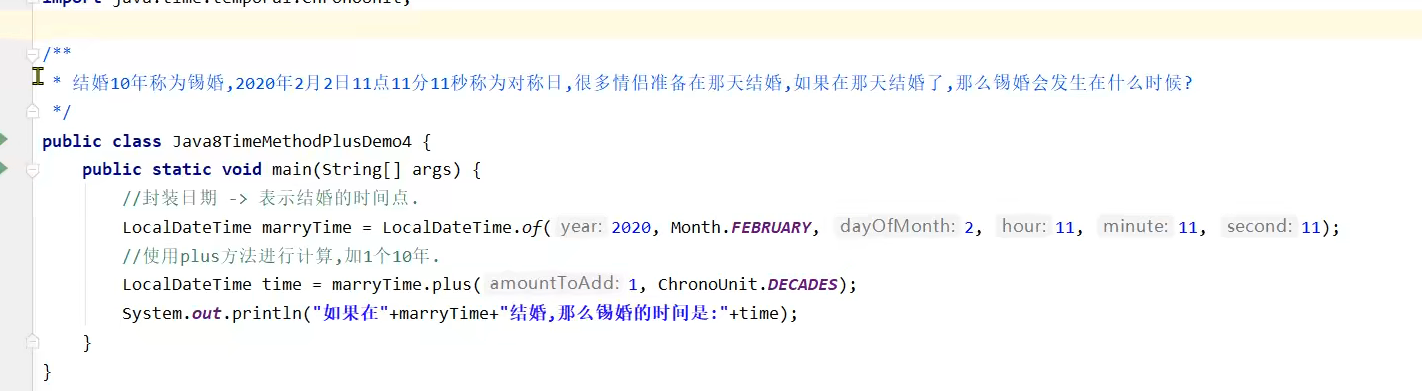 import java.time.temporal.ChronoUnit;
/**
 * 结婚10年称为锡婚,2020年2月2日11点11分11秒称为对称日,很多情侣准备在那天结婚,如果在那天结婚了,那么锡婚会发生在什么时候?
 */
public class Java8TimeMethodPlusDemo4 {
    public static void main(String[] args) {
        //封装日期 -> 表示结婚的时间点.
        LocalDateTime marryTime = LocalDateTime.of( year: 2020, Month.FEBRUARY, dayOfMonth: 2, hour: 11, minute: 11, second: 11);
        //使用plus方法进行计算,加1个10年.
        LocalDateTime time = marryTime.plus( amountToAdd: 1, ChronoUnit.DECADES);
        System.out.println("如果在"+marryTime+"结婚,那么锡婚的时间是:"+time);
    }
}